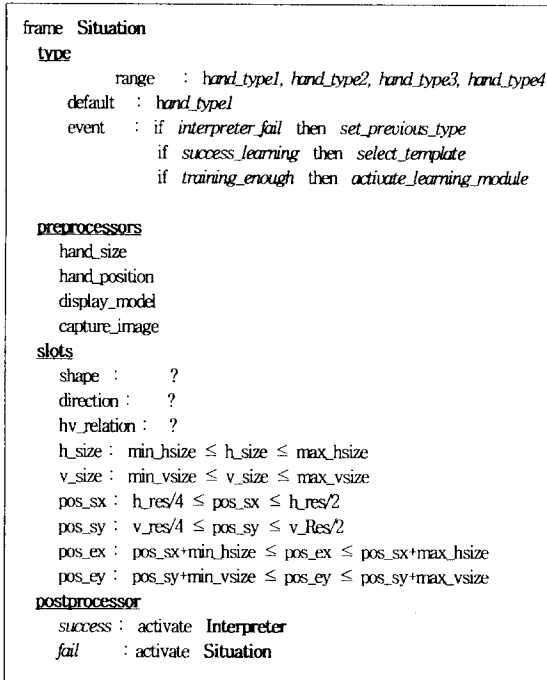 frame Situation
type
range : hand_type1, hand_type2, hand_type3, hand_type4
default : hand_type1
event : if interpreter_fail then set_previous_type
if success_learning then select_template
if training_enough then activate_learning_module
preprocessors
hand_size
hand_position
display_model
capture_image
slots
shape : ?
direction : ?
hv_relation : ?
h_size : min_hsize ≤ h_size ≤ max_hsize
v_size : min_vsize ≤ v_size ≤ max_vsize
pos_sx : h_res/4 ≤ pos_sx ≤ h_res/2
pos_sy : v_res/4 ≤ pos_sy ≤ v_Res/2
pos_ex : pos_sx+min_hsize ≤ pos_ex ≤ pos_sx+max_hsize
pos_ey : pos_sy+min_vsize ≤ pos_ey ≤ pos_sy+max_vsize
postprocessor
success : activate Interpreter
fail : activate Situation